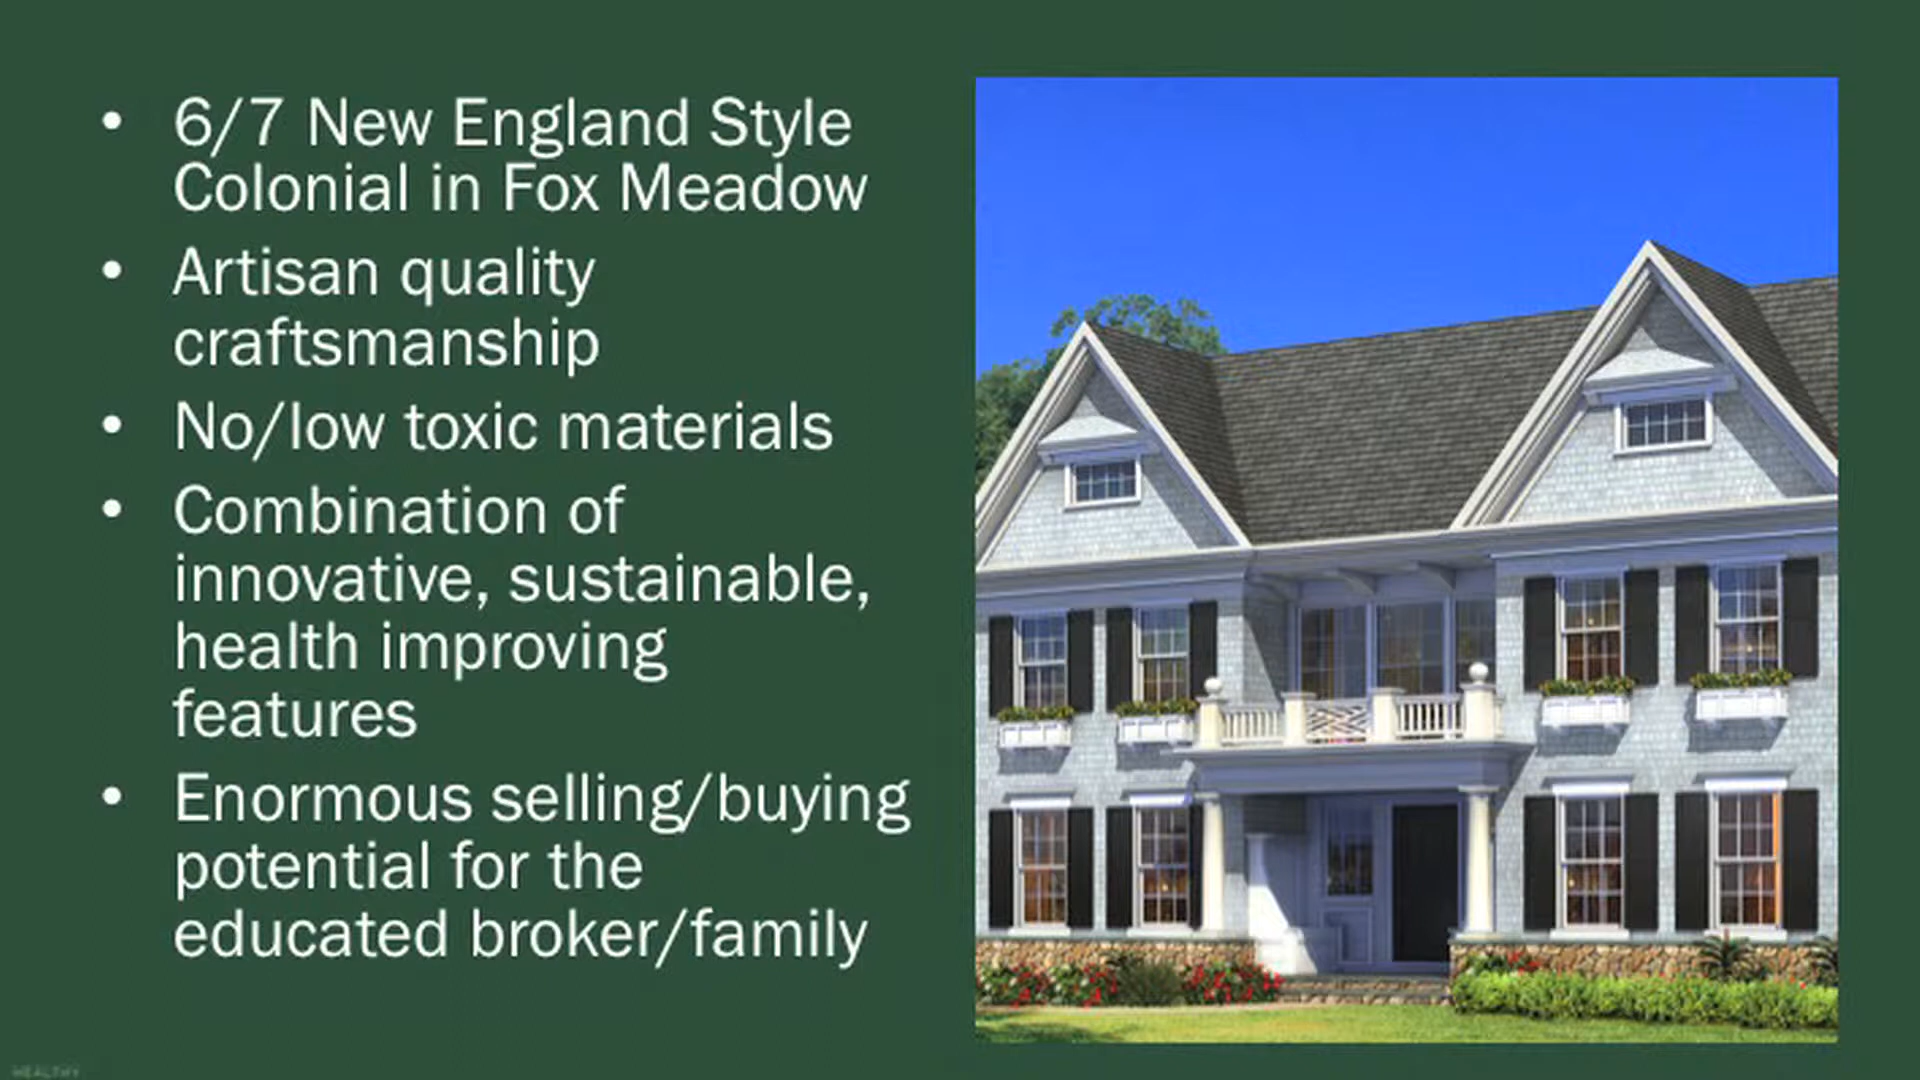 • 6/7 New England Style
Colonial in Fox Meadow
• Artisan quality
craftsmanship
• No/low toxic materials
• Combination of
innovative, sustainable,
health improving
features
• Enormous selling/buying
potential for the
educated broker/family
HEALTHY